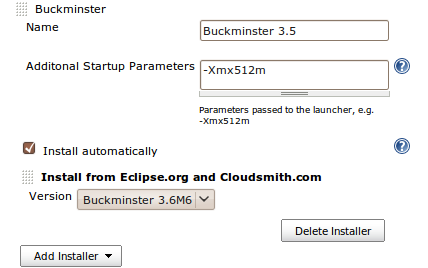 Buckminster
Name
Buckminster 3.5
Additonal Startup Parameters
-Xmx512m
Parameters passed to the launcher, e.g.
-Xmx512m
Install automatically
Install from Eclipse.org and Cloudsmith.com
Version
Buckminster 3.6M6
Delete Installer
Add Installer